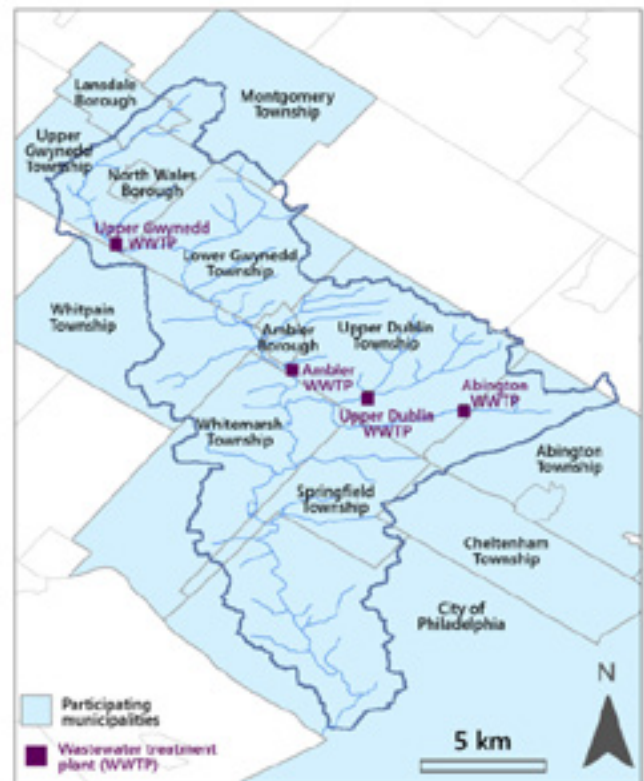 Lansdale
Borough
Montgomery
Township
Upper
Gwynedd
Township
North Wales
Borough
Upper Gwynedd
WWTP
Lower Gwynedd
Township
Whitpain
Township
Ambler
Borough
Upper Dublin
Township
Ambler
WWTP
Abington
WWTP
Upper Dublin
WWTP
Whitemarsh
Township
Abington
Township
Springfield
Township
Cheltenham
Township
City of
Philadelphia
N
Participating
municipalities
5 km
Wastewater treatment
plant (WWTP)